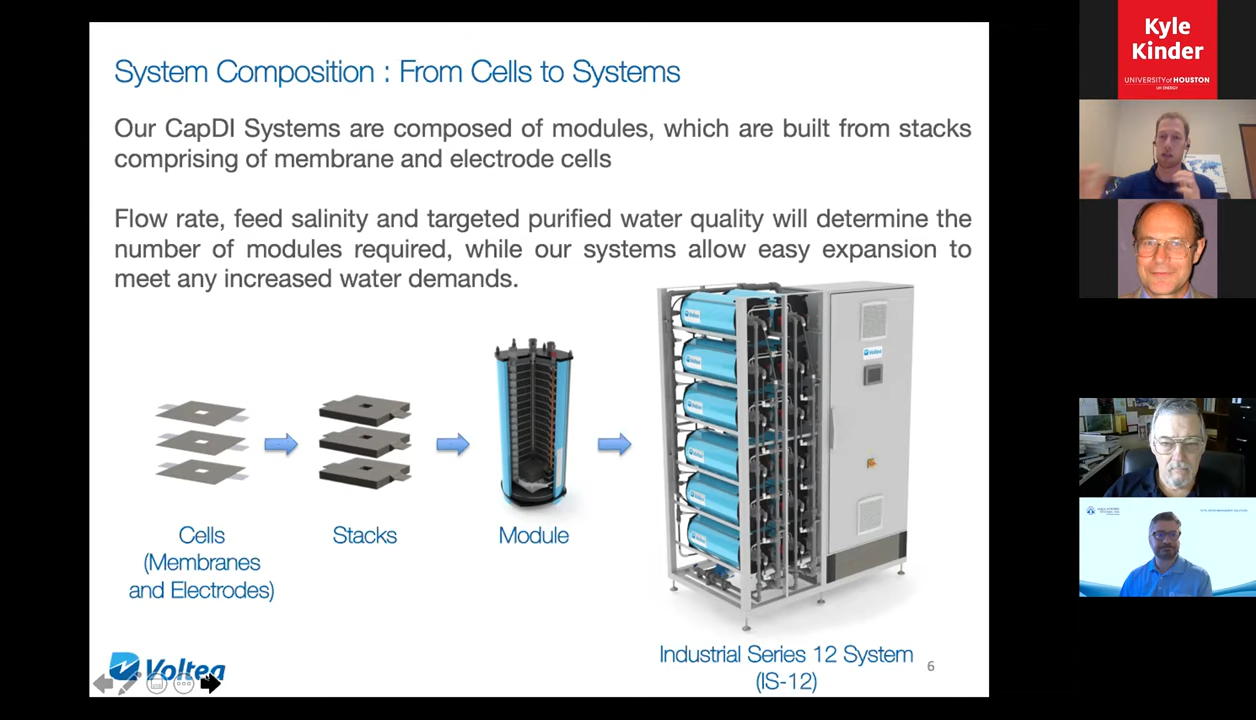 System Composition : From Cells to Systems
Our CapDI Systems are composed of modules, which are built from stacks
comprising of membrane and electrode cells
Flow rate, feed salinity and targeted purified water quality will determine the
number of modules required, while our systems allow easy expansion to
meet any increased water demands.
Cells
(Membranes
and Electrodes)
Stacks
Module
Voltea
Industrial Series 12 System
(IS-12)
Voltea
6
Kyle
Kinder
UNIVERSITY of HOUSTON
UH ENERGY